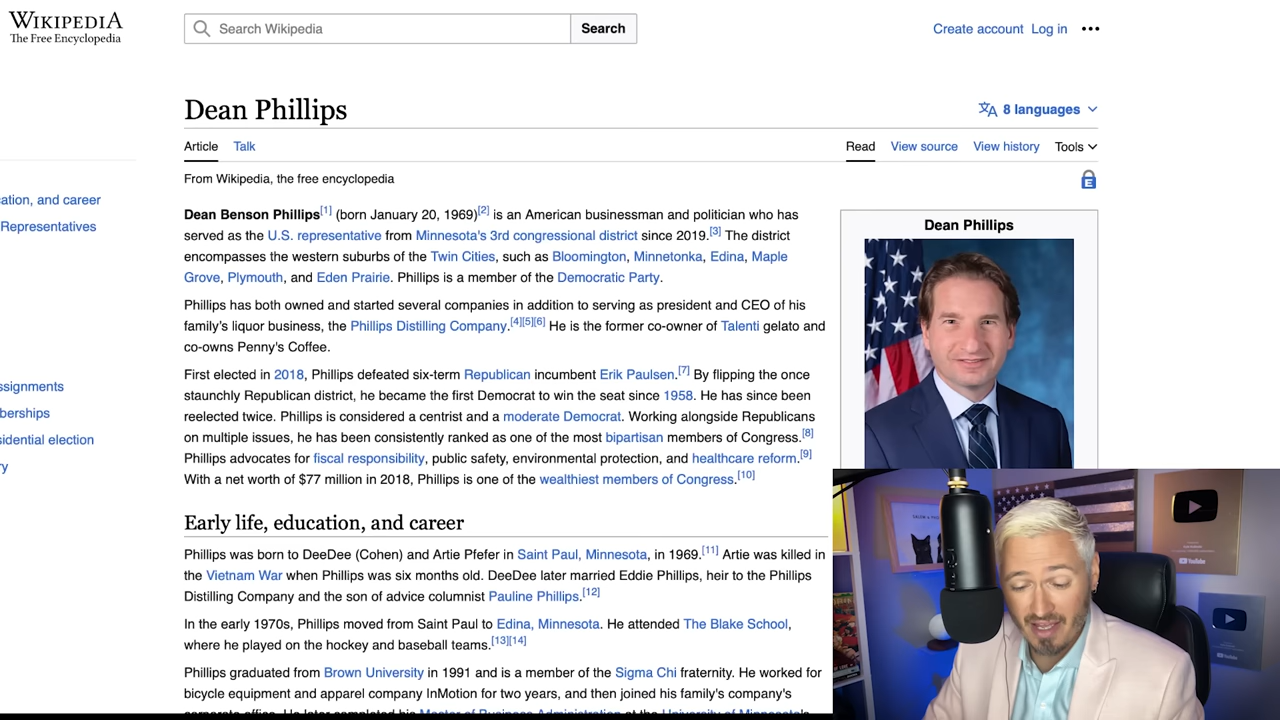 WIKIPEDIA
The Free Encyclopedia
Search Wikipedia
Search
Create account Log in
Dean Phillips
8 languages
Article Talk
Read View source View history Tools
From Wikipedia, the free encyclopedia
ation, and career
Representatives
ssignments
berships
sidential election
ry
Dean Benson Phillips[1] (born January 20, 1969)[2] is an American businessman and politician who has
served as the U.S. representative from Minnesota's 3rd congressional district since 2019.[3] The district
encompasses the western suburbs of the Twin Cities, such as Bloomington, Minnetonka, Edina, Maple
Grove, Plymouth, and Eden Prairie. Phillips is a member of the Democratic Party.
Phillips has both owned and started several companies in addition to serving as president and CEO of his
family's liquor business, the Phillips Distilling Company.[4][5][6] He is the former co-owner of Talenti gelato and
co-owns Penny's Coffee.
First elected in 2018, Phillips defeated six-term Republican incumbent Erik Paulsen.[7] By flipping the once
staunchly Republican district, he became the first Democrat to win the seat since 1958. He has since been
reelected twice. Phillips is considered a centrist and a moderate Democrat. Working alongside Republicans
on multiple issues, he has been consistently ranked as one of the most bipartisan members of Congress.[8]
Phillips advocates for fiscal responsibility, public safety, environmental protection, and healthcare reform.[9]
With a net worth of $77 million in 2018, Phillips is one of the wealthiest members of Congress.[10]
Early life, education, and career
Phillips was born to DeeDee (Cohen) and Artie Pfefer in Saint Paul, Minnesota, in 1969.[11] Artie was killed in
the Vietnam War when Phillips was six months old. DeeDee later married Eddie Phillips, heir to the Phillips
Distilling Company and the son of advice columnist Pauline Phillips.[12]
In the early 1970s, Phillips moved from Saint Paul to Edina, Minnesota. He attended The Blake School,
where he played on the hockey and baseball teams.[13][14]
Phillips graduated from Brown University in 1991 and is a member of the Sigma Chi fraternity. He worked for
bicycle equipment and apparel company InMotion for two years, and then joined his family's company's
corporate office. He later completed his Master of Business Administration at the University of Minnesota's
Dean Phillips
YouTube
YouTube